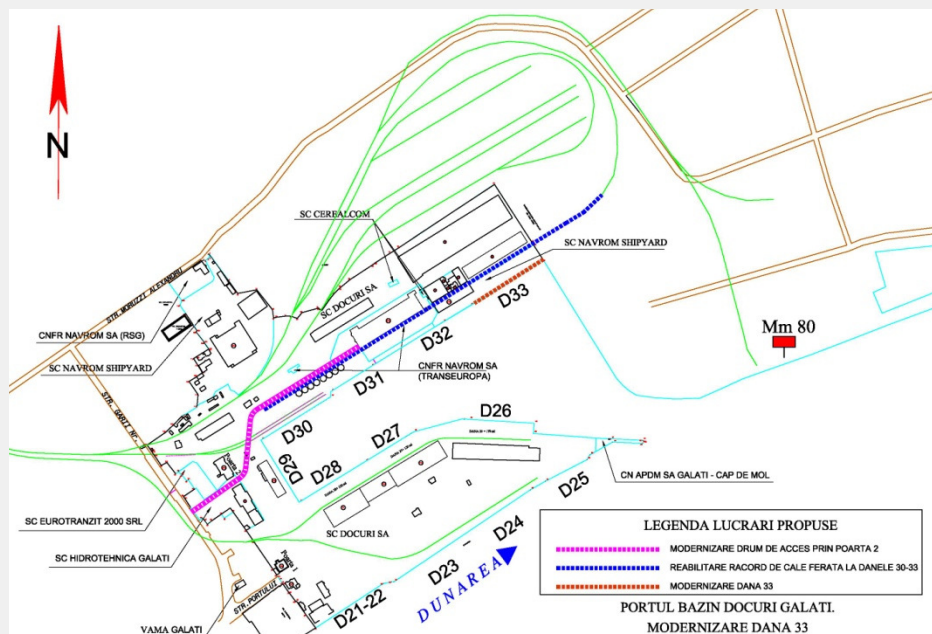 N
SC CEREALCOM
SC NAVROM SHIPYARD
STR. MORUZZI ALEXANDRU
SC DOCURI SA
D33
CNFR NAVROM SA (RSG)
D32
Mm 80
SC NAVROM SHIPYARD
CNFR NAVROM SA
(TRANSEUROPA)
D31
D26
D30
D27
D29
D28
D25
CN APDM SA GALATI - CAP DE MOL
SC EUROTRANZIT 2000 SRL
SC DOCURI SA
D24
SC HIDROTEHNICA GALATI
D23
D21-22
DUNAREA
STR. PORTULUI
VAMA GALATI
LEGENDA LUCRARI PROPUSE
MODERNIZARE DRUM DE ACCES PRIN POARTA 2
REABILITARE RACORD DE CALE FERATA LA DANELE 30-33
MODERNIZARE DANA 33
PORTUL BAZIN DOCURI GALATI.
MODERNIZARE DANA 33